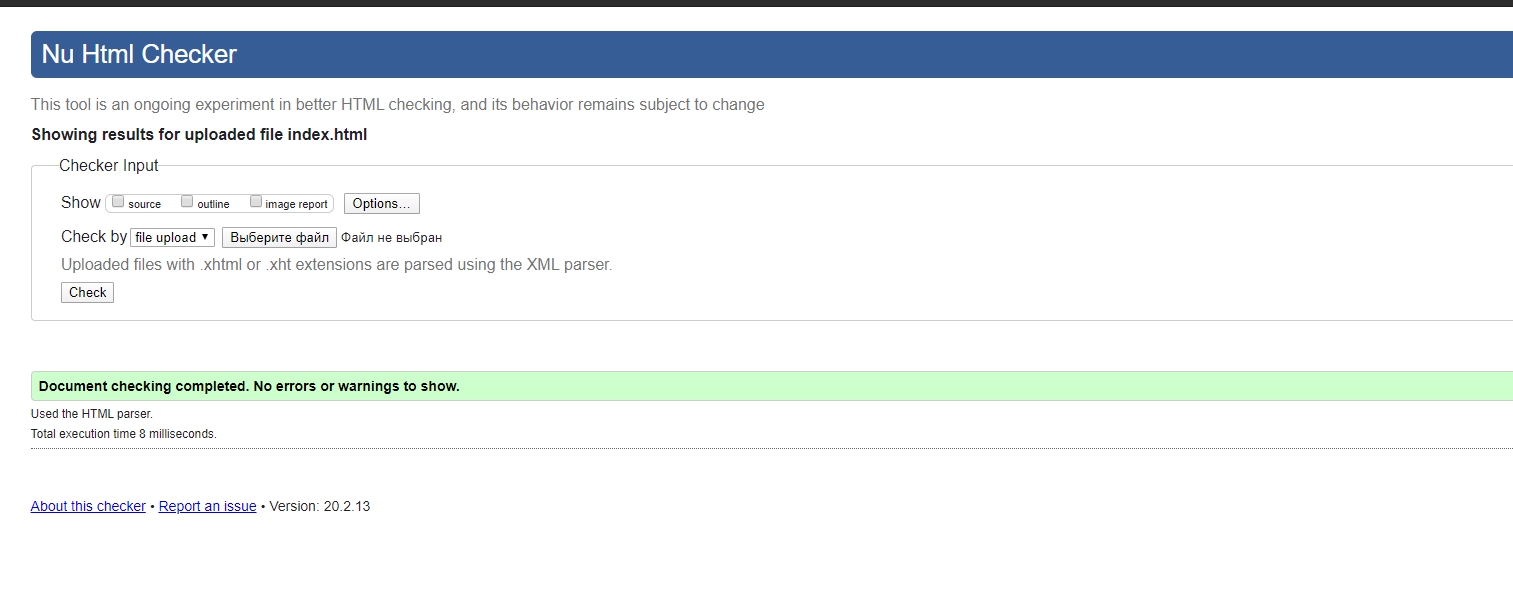 Nu Html Checker
This tool is an ongoing experiment in better HTML checking, and its behavior remains subject to change
Showing results for uploaded file index.html
Checker Input
Show source outline image report Options...
Check by file upload Выберите файл Файл не выбран
Uploaded files with .xhtml or .xht extensions are parsed using the XML parser.
Check
Document checking completed. No errors or warnings to show.
Used the HTML parser.
Total execution time 8 milliseconds.
About this checker • Report an issue • Version: 20.2.13